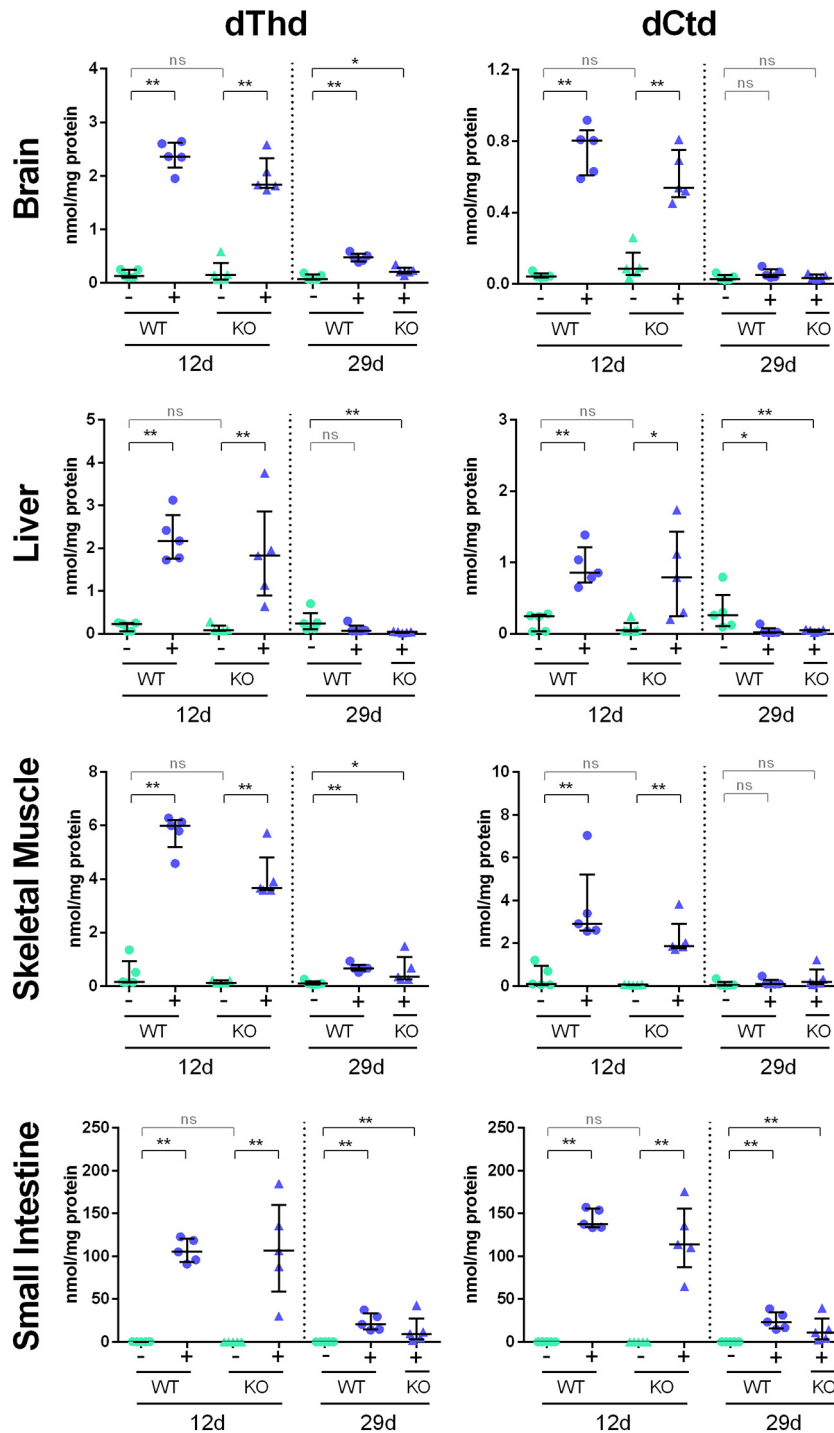 dThd dCtd
Brain
nmol/mg protein
4
3
2
1
0
ns
** ** ** *
- + - + - + +
WT KO WT KO
12d 29d
nmol/mg protein
1.2
0.8
0.4
0.0
ns ns
** ** ns
- + - + - + +
WT KO WT KO
12d 29d
Liver
nmol/mg protein
5
4
3
2
1
0
ns **
** ** ns
- + - + - + +
WT KO WT KO
12d 29d
nmol/mg protein
3
2
1
0
ns **
** * *
- + - + - + +
WT KO WT KO
12d 29d
Skeletal Muscle
nmol/mg protein
8
6
4
2
0
ns *
** ** **
- + - + - + +
WT KO WT KO
12d 29d
nmol/mg protein
10
8
6
4
2
0
ns ns
** ** ns
- + - + - + +
WT KO WT KO
12d 29d
Small Intestine
nmol/mg protein
250
200
150
100
50
0
ns **
** ** **
- + - + - + +
WT KO WT KO
12d 29d
nmol/mg protein
250
200
150
100
50
0
ns **
** ** **
- + - + - + +
WT KO WT KO
12d 29d